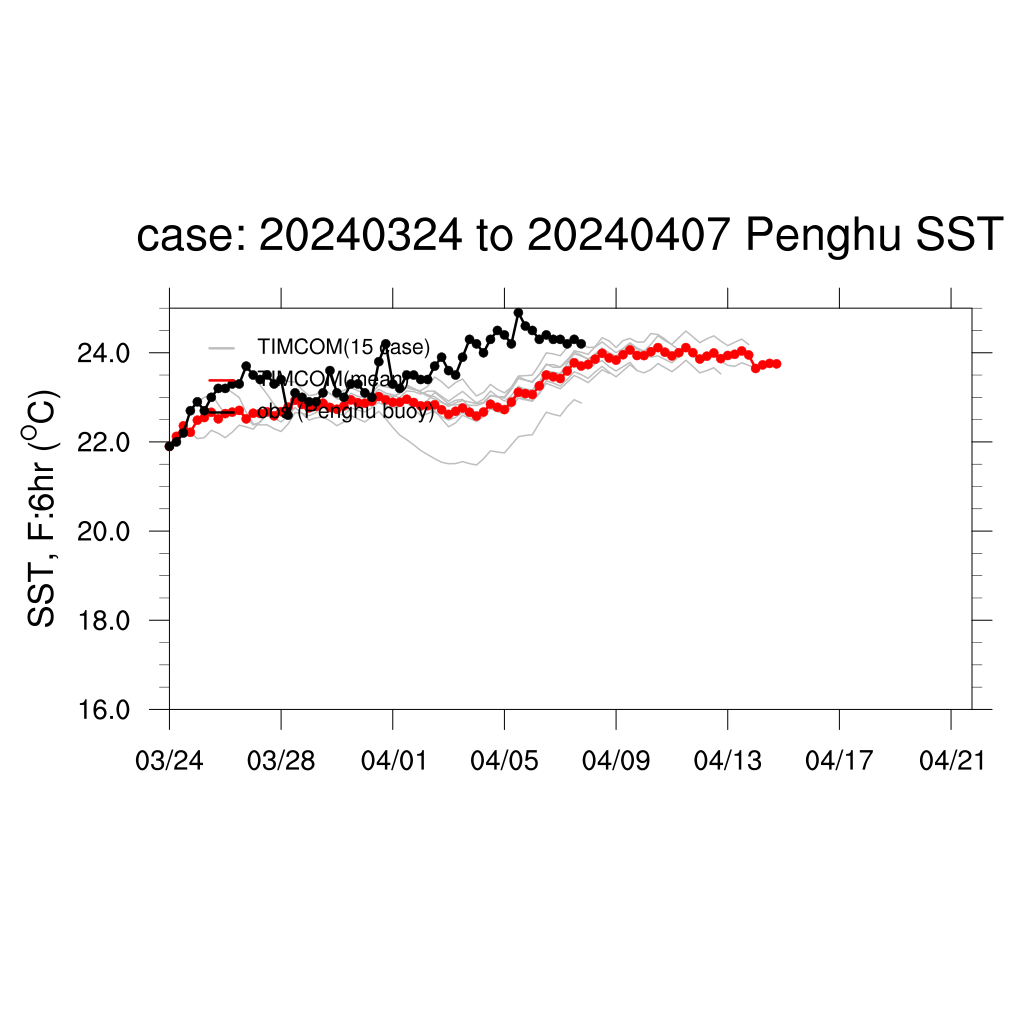 case: 20240324 to 20240407 Penghu SST
SST, F:6hr (°C)
24.0
22.0
20.0
18.0
16.0
TIMCOM(15 case)
TIMCOM(mean)
obs (Penghu buoy)
03/24 03/28 04/01 04/05 04/09 04/13 04/17 04/21